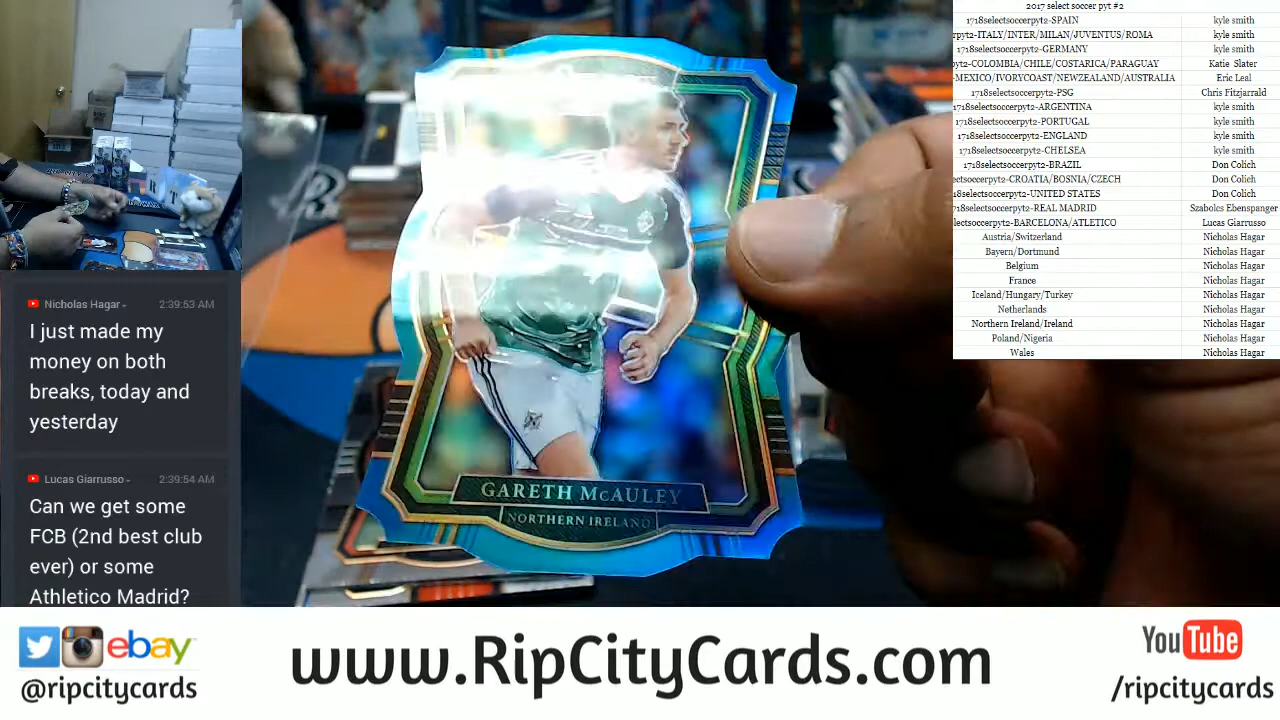 2017 select soccer pyt #2
1718selectsoccerpyt2-SPAIN kyle smith
pyt2-ITALY/INTER/MILAN/JUVENTUS/ROMA kyle smith
1718selectsoccerpyt2-GERMANY kyle smith
pyt2-COLOMBIA/CHILE/COSTARICA/PARAGUAY Katie Slater
-MEXICO/IVORYCOAST/NEWZEALAND/AUSTRALIA Eric Leal
1718selectsoccerpyt2-PSG Chris Fitzjarrald
1718selectsoccerpyt2-ARGENTINA kyle smith
1718selectsoccerpyt2-PORTUGAL kyle smith
1718selectsoccerpyt2-ENGLAND kyle smith
1718selectsoccerpyt2-CHELSEA kyle smith
1718selectsoccerpyt2-BRAZIL Don Colich
ectsoccerpyt2-CROATIA/BOSNIA/CZECH Don Colich
18selectsoccerpyt2-UNITED STATES Don Colich
1718selectsoccerpyt2-REAL MADRID Szabolcs Ebenspanger
electsoccerpyt2-BARCELONA/ATLETICO Lucas Giarrusso
Austria/Switzerland Nicholas Hagar
Bayern/Dortmund Nicholas Hagar
Belgium Nicholas Hagar
France Nicholas Hagar
Iceland/Hungary/Turkey Nicholas Hagar
Netherlands Nicholas Hagar
Northern Ireland/Ireland Nicholas Hagar
Poland/Nigeria Nicholas Hagar
Wales Nicholas Hagar
Nicholas Hagar 2:39:53 AM
I just made my
money on both
breaks, today and
yesterday
Lucas Giarrusso 2:39:54 AM
Can we get some
FCB (2nd best club
ever) or some
Athletico Madrid?
GARETH McAULEY
NORTHERN IRELAND
ebay
@ripcitycards
www.RipCityCards.com
YouTube
/ripcitycards